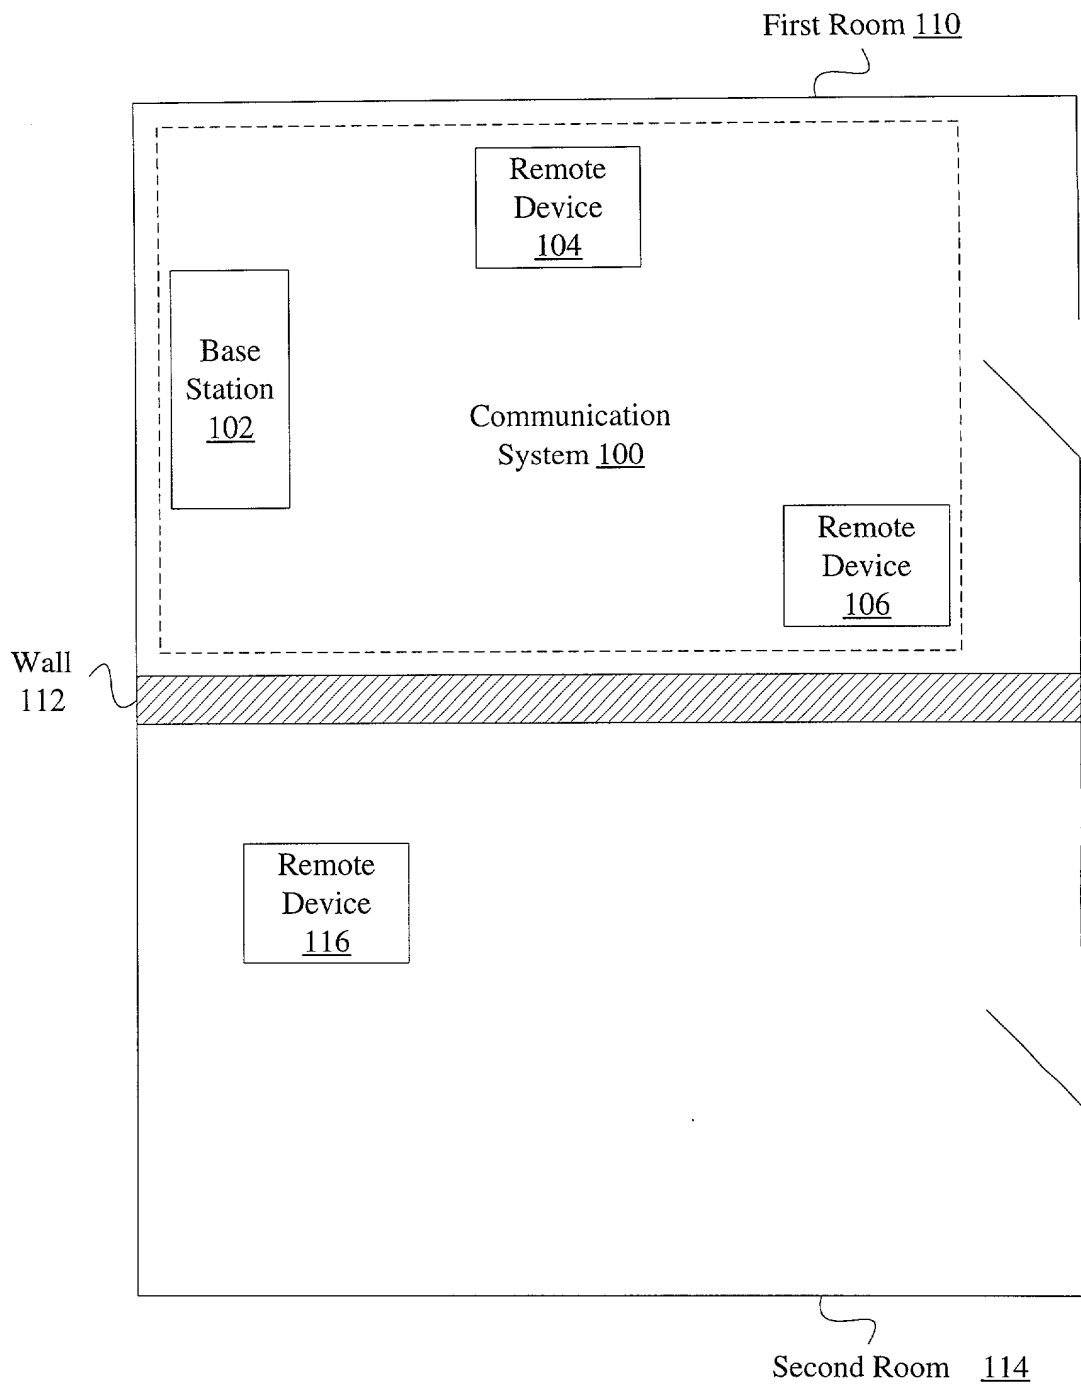 First Room 110
Remote
Device
104
Base
Station
102
Communication
System 100
Remote
Device
106
Wall
112
Remote
Device
116
Second Room 114